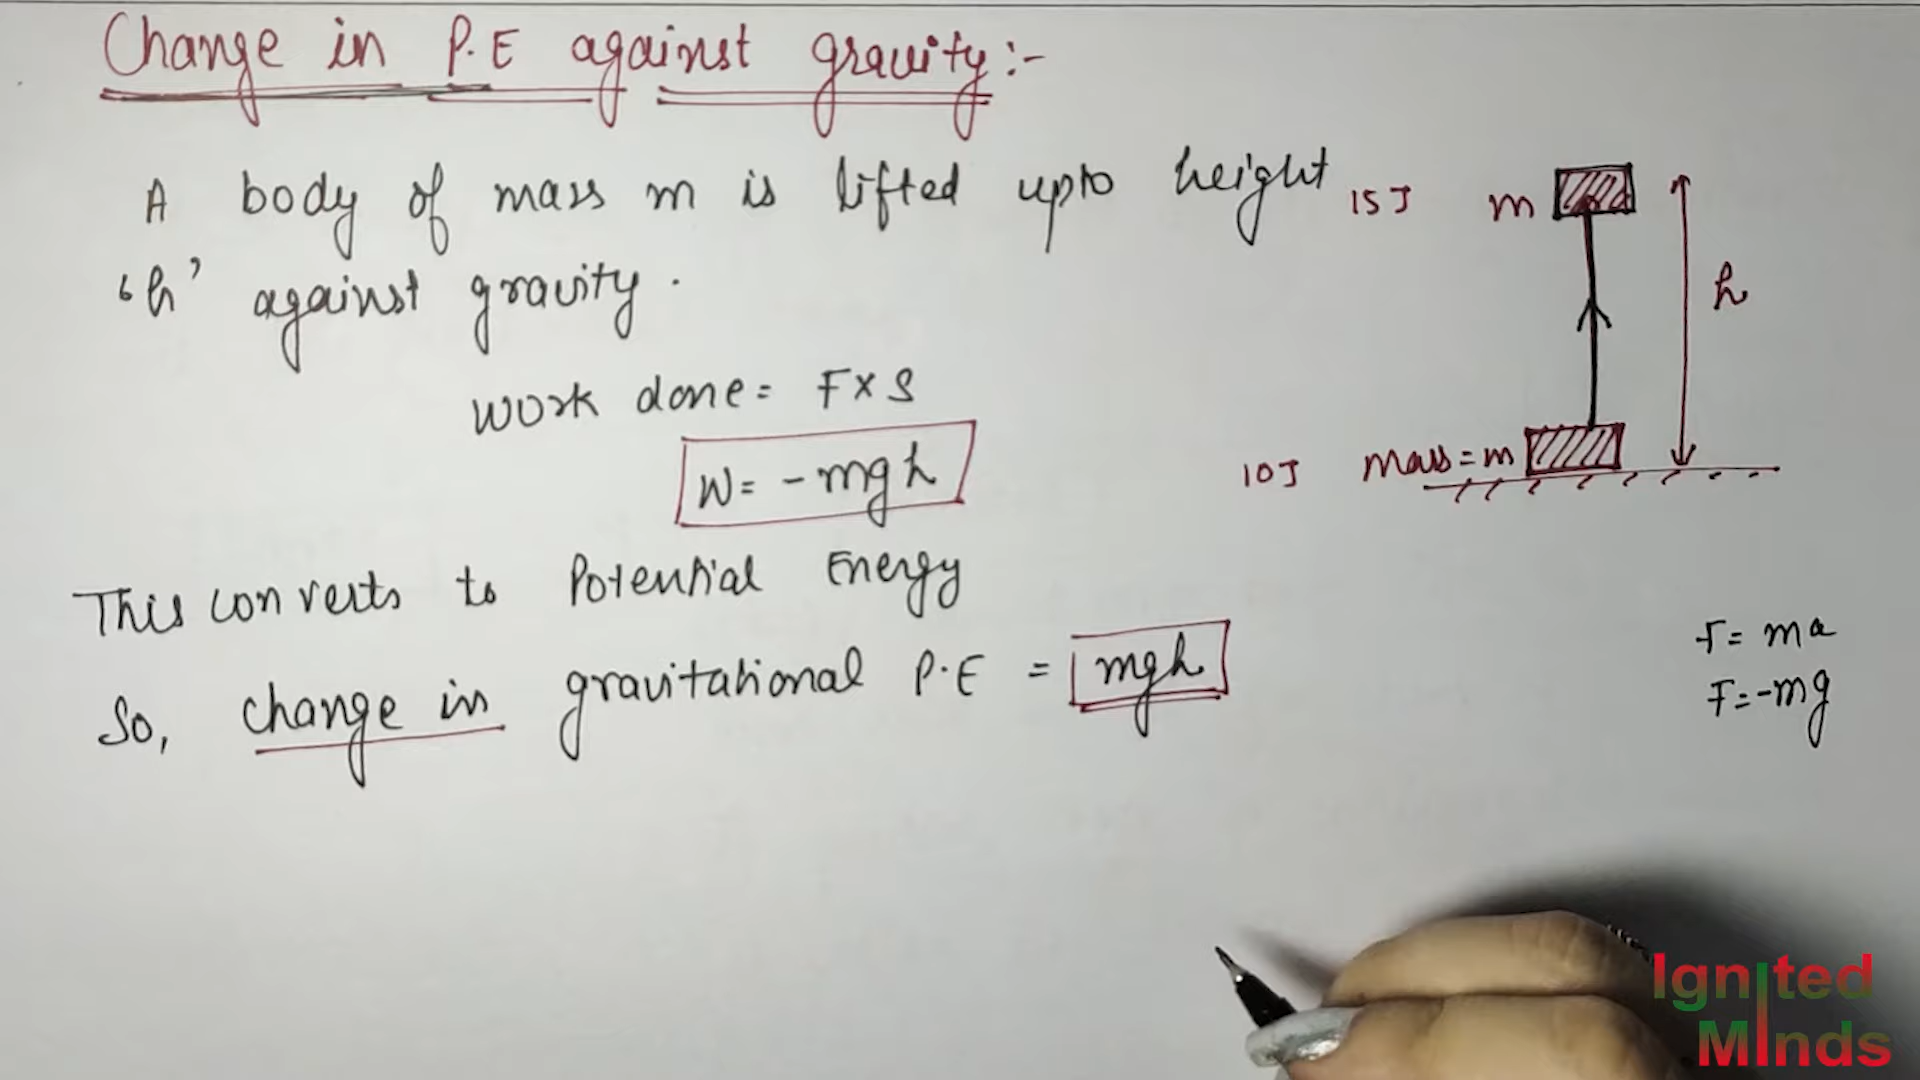 Change in P.E against gravity:-
A body of mass m is lifted upto height
'h' against gravity.
15J m
h
Work done = F x S
W = - mgh
10J mass = m
This converts to Potential Energy
So, change in gravitational P.E = mgh
F = ma
F = -mg
Ignited
Minds